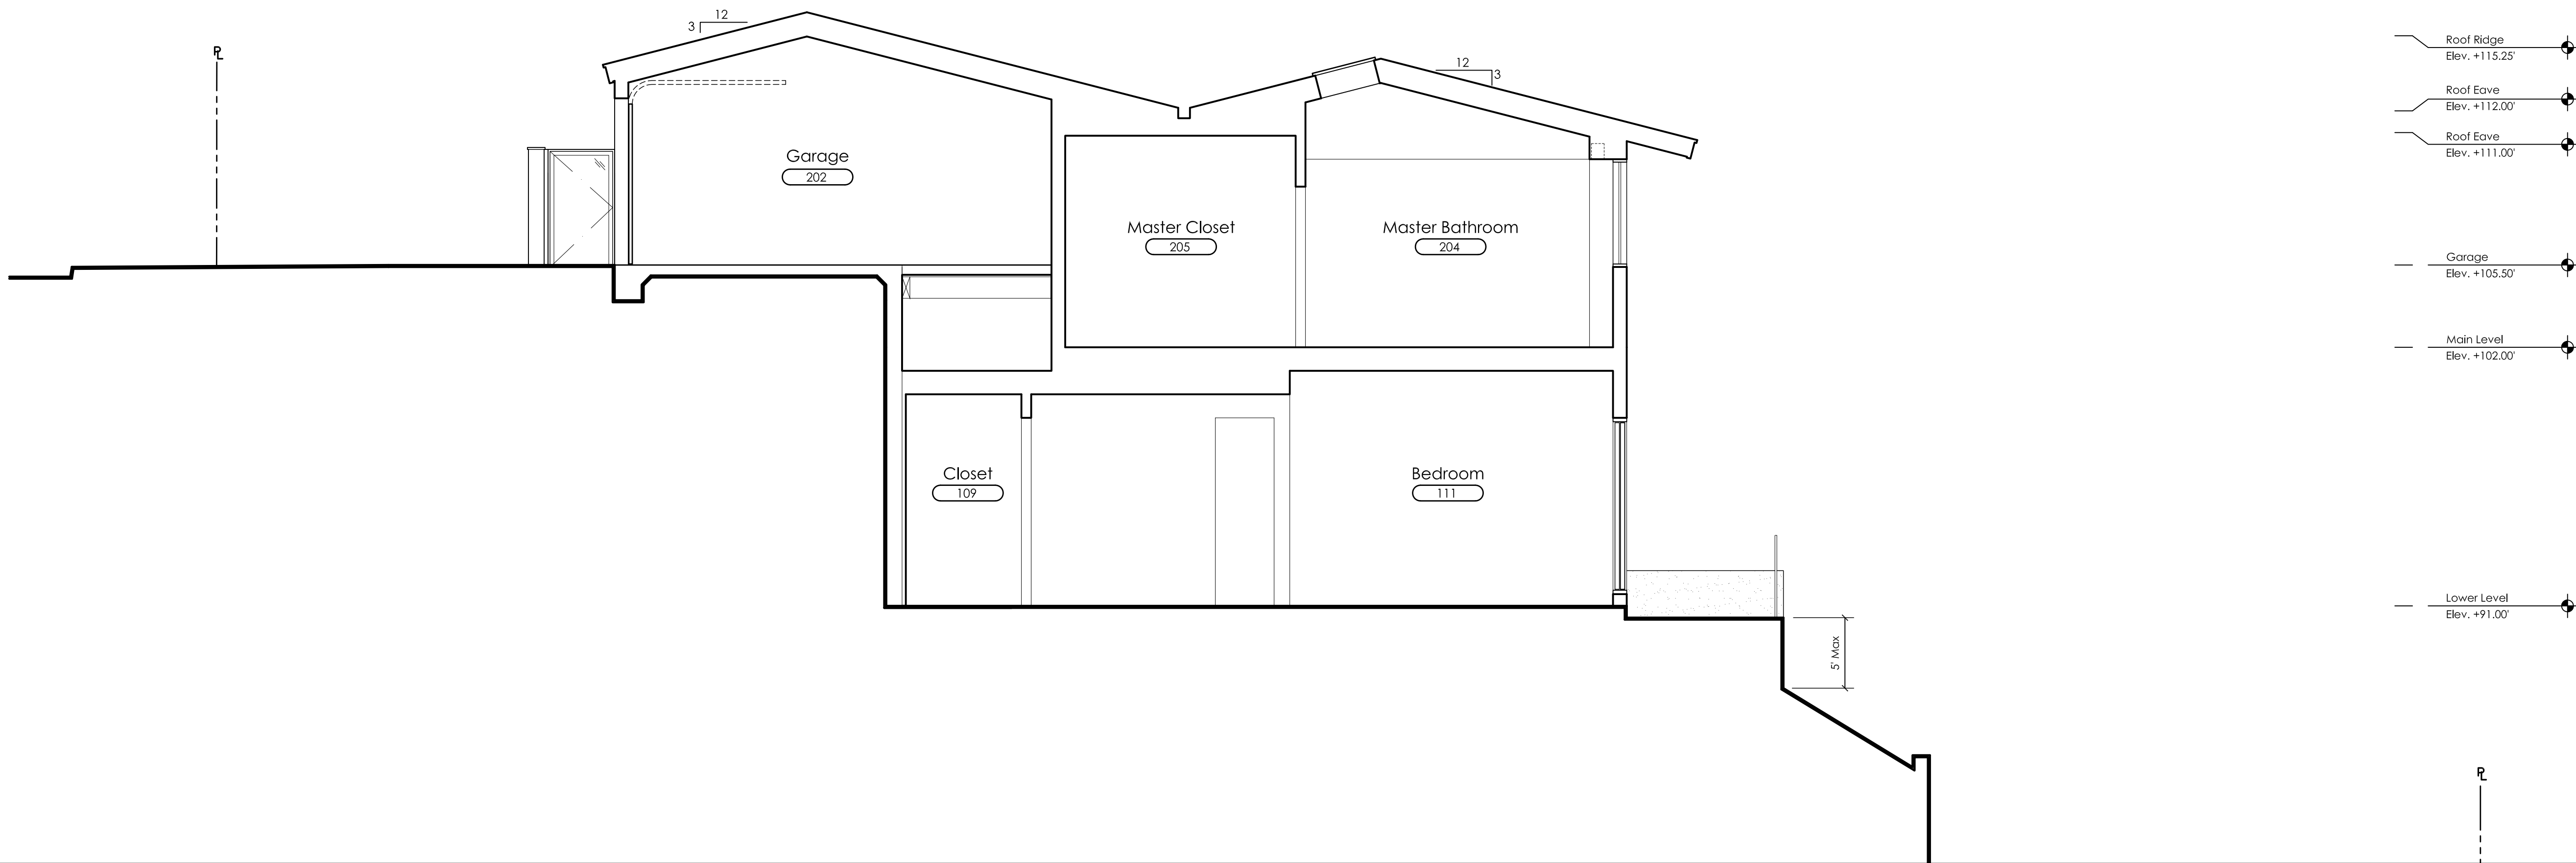 12
3
PL
12
3
Roof Ridge
Elev. +115.25'
Roof Eave
Elev. +112.00'
Roof Eave
Elev. +111.00'
Garage
202
Master Closet
205
Master Bathroom
204
Garage
Elev. +105.50'
Main Level
Elev. +102.00'
Closet
109
Bedroom
111
Lower Level
Elev. +91.00'
5' Max
PL